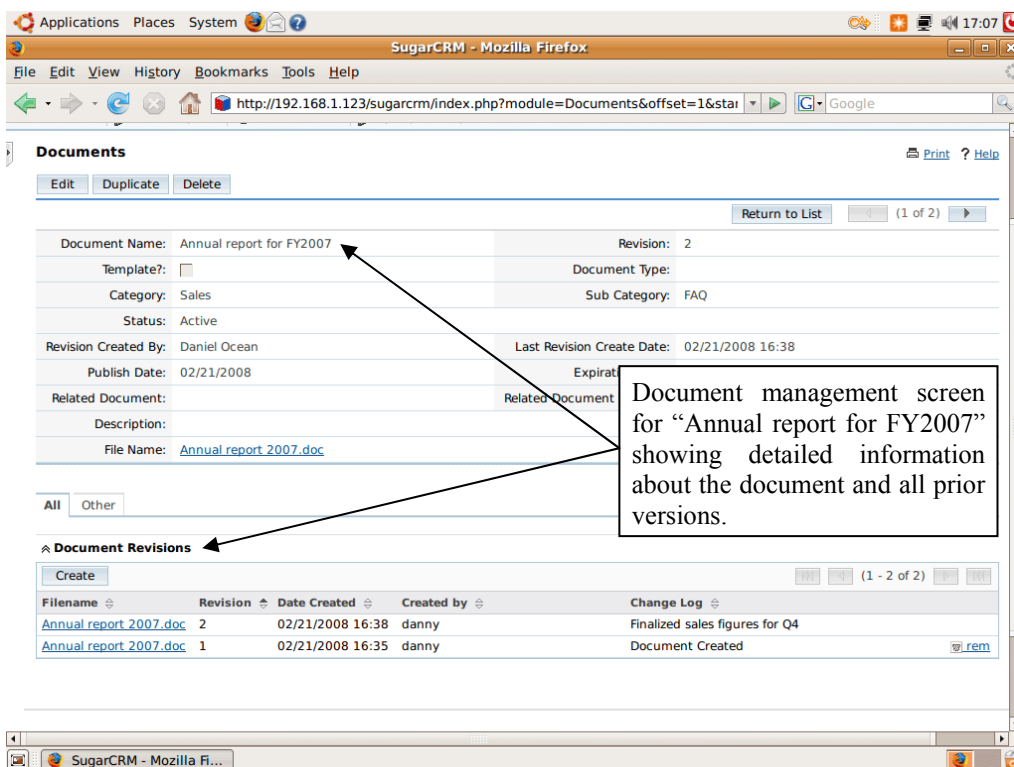 Applications Places System 17:07
SugarCRM - Mozilla Firefox
File Edit View History Bookmarks Tools Help
http://192.168.1.123/sugarcrm/index.php?module=Documents&offset=1&star G Google
Documents Print ? Help
Edit Duplicate Delete
Return to List (1 of 2)
Document Name: Annual report for FY2007 Revision: 2
Template?: Document Type:
Category: Sales Sub Category: FAQ
Status: Active
Revision Created By: Daniel Ocean Last Revision Create Date: 02/21/2008 16:38
Publish Date: 02/21/2008 Expirati
Related Document: Related Document
Description:
File Name: Annual report 2007.doc
Document management screen
for “Annual report for FY2007”
showing detailed information
about the document and all prior
versions.
All Other
Document Revisions
Create (1 - 2 of 2)
Filename Revision Date Created Created by Change Log
Annual report 2007.doc 2 02/21/2008 16:38 danny Finalized sales figures for Q4
Annual report 2007.doc 1 02/21/2008 16:35 danny Document Created rem
SugarCRM - Mozilla Fi...